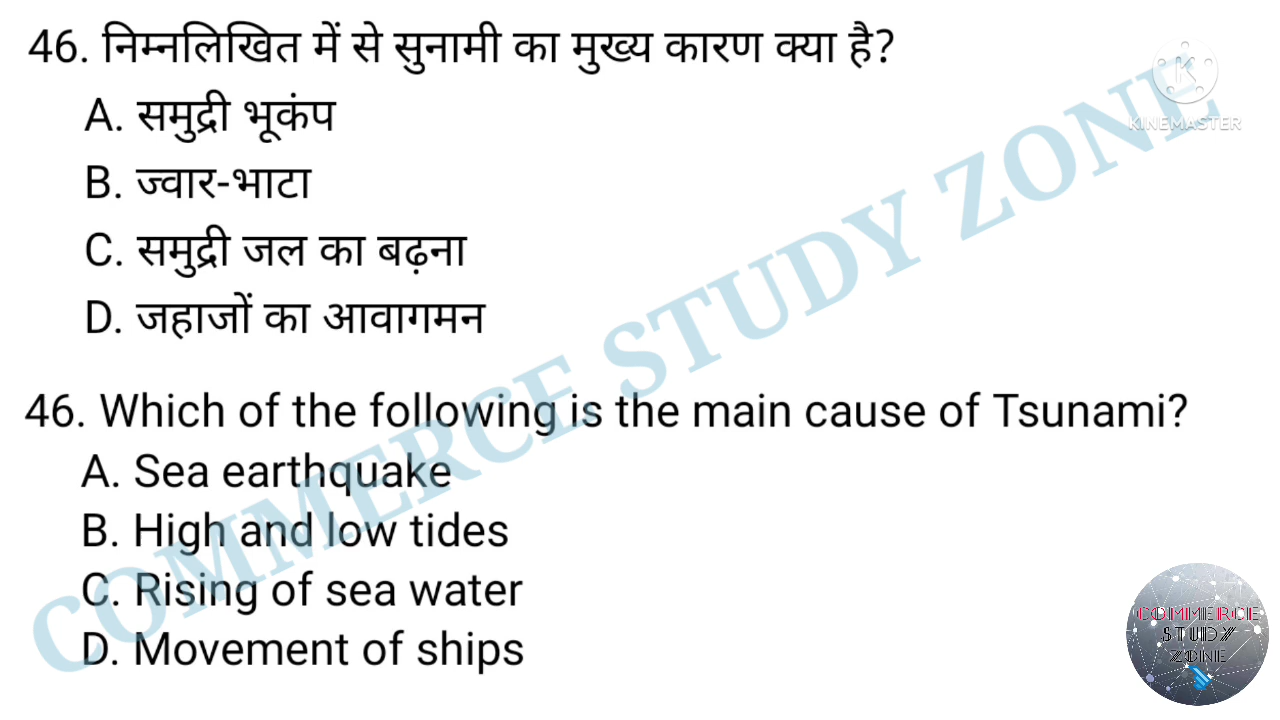 46. निम्नलिखित में से सुनामी का मुख्य कारण क्या है?
A. समुद्री भूकंप
B. ज्वार-भाटा
C. समुद्री जल का बढ़ना
D. जहाजों का आवागमन
46. Which of the following is the main cause of Tsunami?
A. Sea earthquake
B. High and low tides
C. Rising of sea water
D. Movement of ships
COMMERCE STUDY ZONE
K
KINEMASTER
COMMERCE
STUDY
ZONE